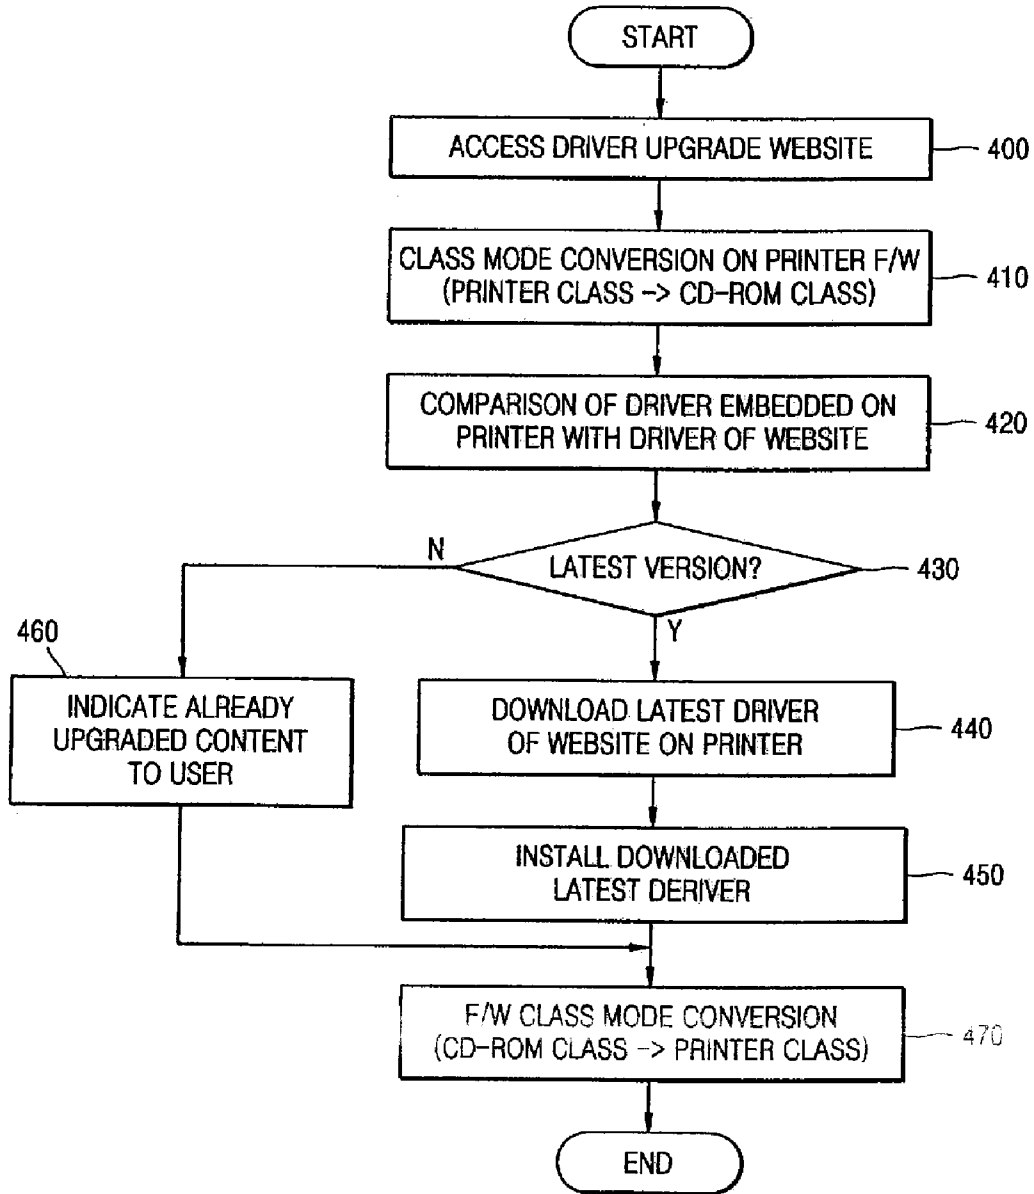 START
ACCESS DRIVER UPGRADE WEBSITE
400
CLASS MODE CONVERSION ON PRINTER F/W
(PRINTER CLASS -> CD-ROM CLASS)
410
COMPARISON OF DRIVER EMBEDDED ON
PRINTER WITH DRIVER OF WEBSITE
420
N
LATEST VERSION?
430
Y
460
INDICATE ALREADY
UPGRADED CONTENT
TO USER
DOWNLOAD LATEST DRIVER
OF WEBSITE ON PRINTER
440
INSTALL DOWNLOADED
LATEST DERIVER
450
F/W CLASS MODE CONVERSION
(CD-ROM CLASS -> PRINTER CLASS)
470
END